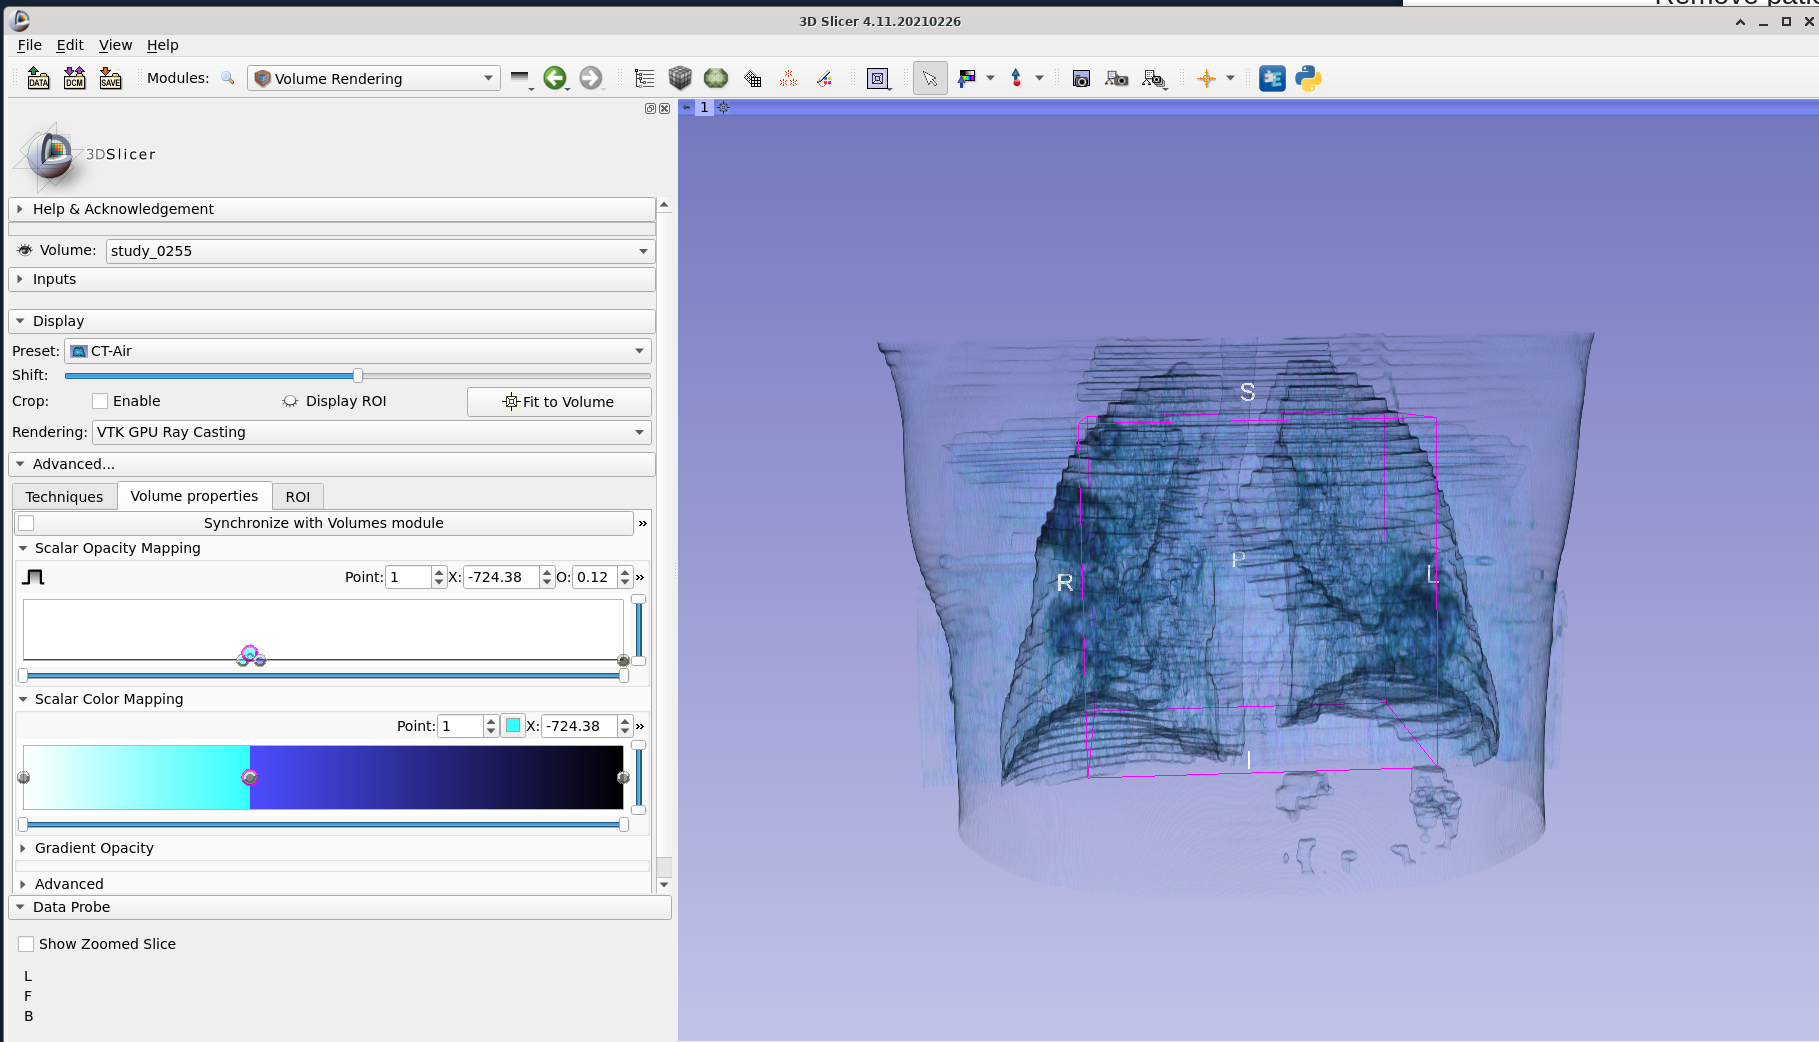 Remove pati
3D Slicer 4.11.20210226
File Edit View Help
DATA DCM SAVE Modules: Volume Rendering
1
3DSlicer
Help & Acknowledgement
Volume: study_0255
Inputs
Display
Preset: CT-Air
Shift:
Crop: Enable Display ROI Fit to Volume
Rendering: VTK GPU Ray Casting
Advanced...
Techniques Volume properties ROI
Synchronize with Volumes module »
Scalar Opacity Mapping
Point: 1 X: -724.38 O: 0.12 »
Scalar Color Mapping
Point: 1 X: -724.38 »
Gradient Opacity
Advanced
Data Probe
Show Zoomed Slice
L
F
B
S
P
R
L
I